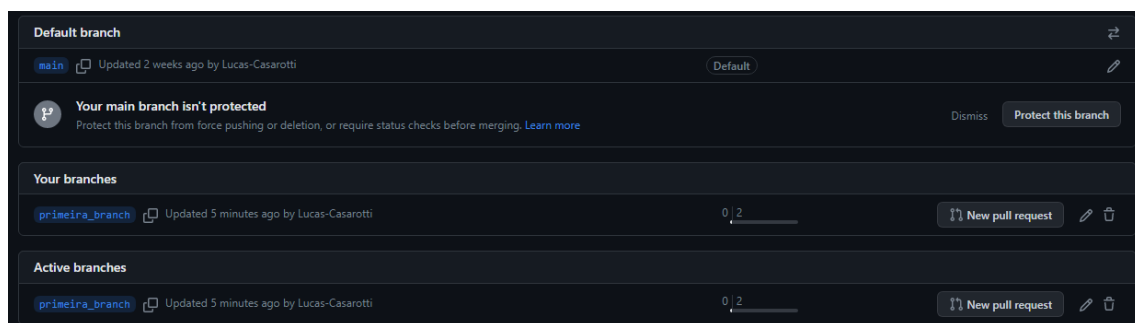 Default branch
main Updated 2 weeks ago by Lucas-Casarotti Default
Your main branch isn't protected
Protect this branch from force pushing or deletion, or require status checks before merging. Learn more Dismiss Protect this branch
Your branches
primeira_branch Updated 5 minutes ago by Lucas-Casarotti 0 2 New pull request
Active branches
primeira_branch Updated 5 minutes ago by Lucas-Casarotti 0 2 New pull request